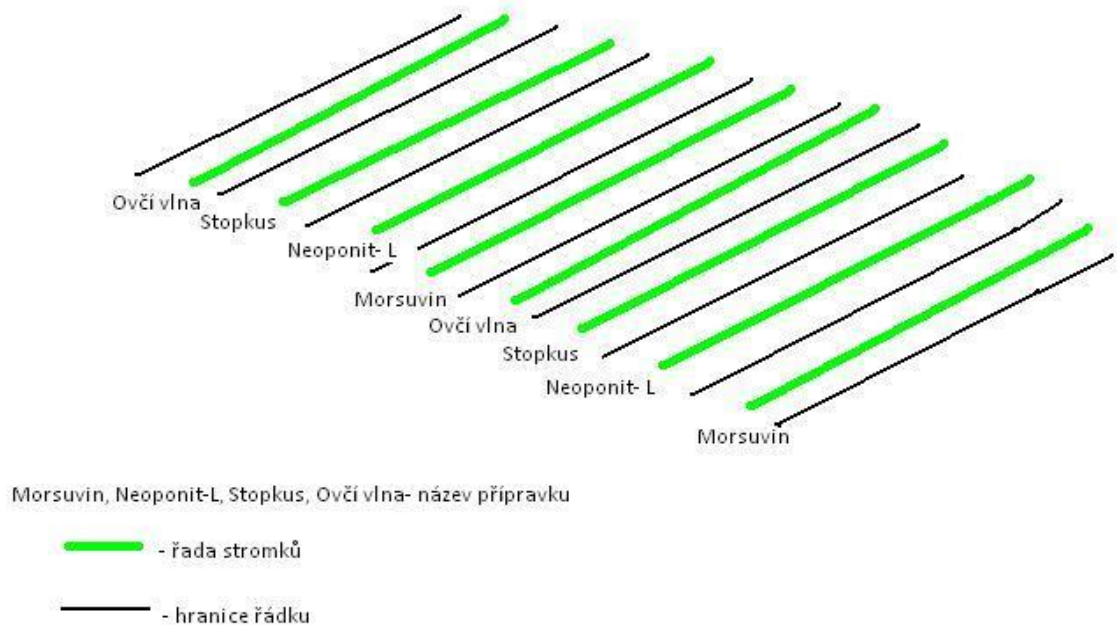 Ovčí vlna
Stopkus
Neoponit- L
Morsuvin
Ovčí vlna
Stopkus
Neoponit- L
Morsuvin
Morsuvin, Neoponit-L, Stopkus, Ovčí vlna- název přípravku
- řada stromků
- hranice řádku